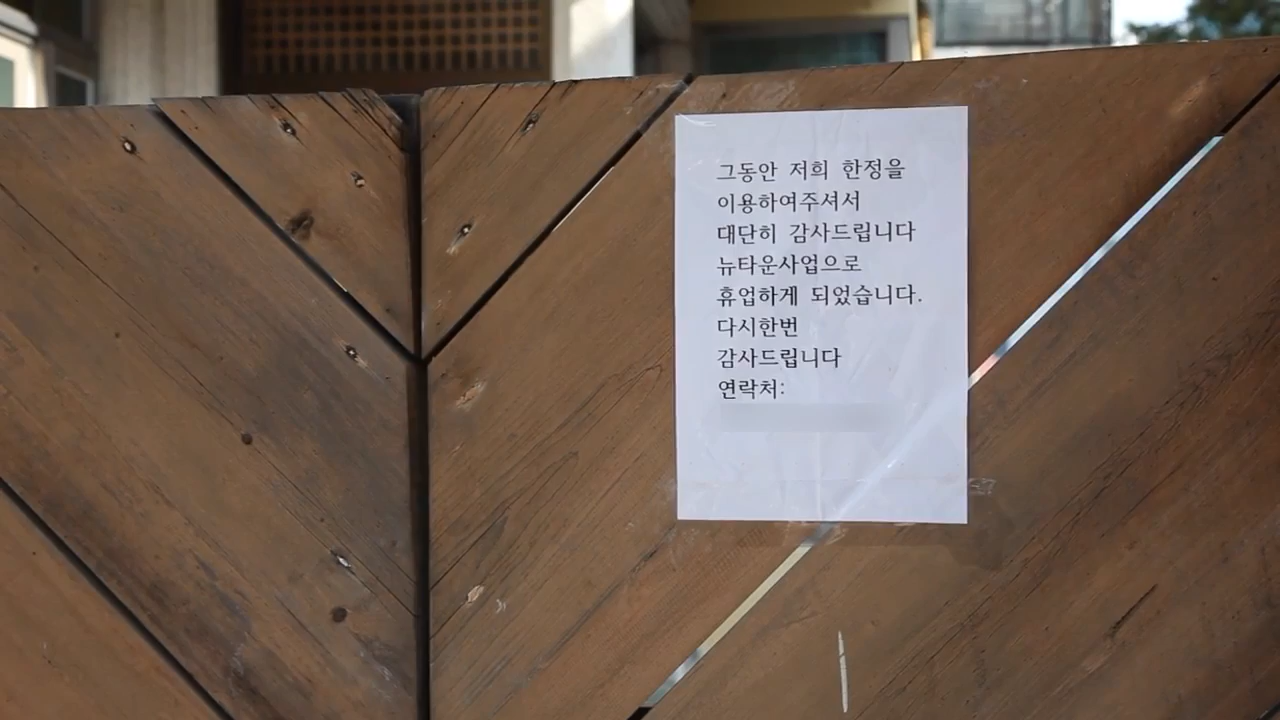 그동안 저희 한정을
이용하여주셔서
대단히 감사드립니다
뉴타운사업으로
휴업하게 되었습니다.
다시한번
감사드립니다
연락처: